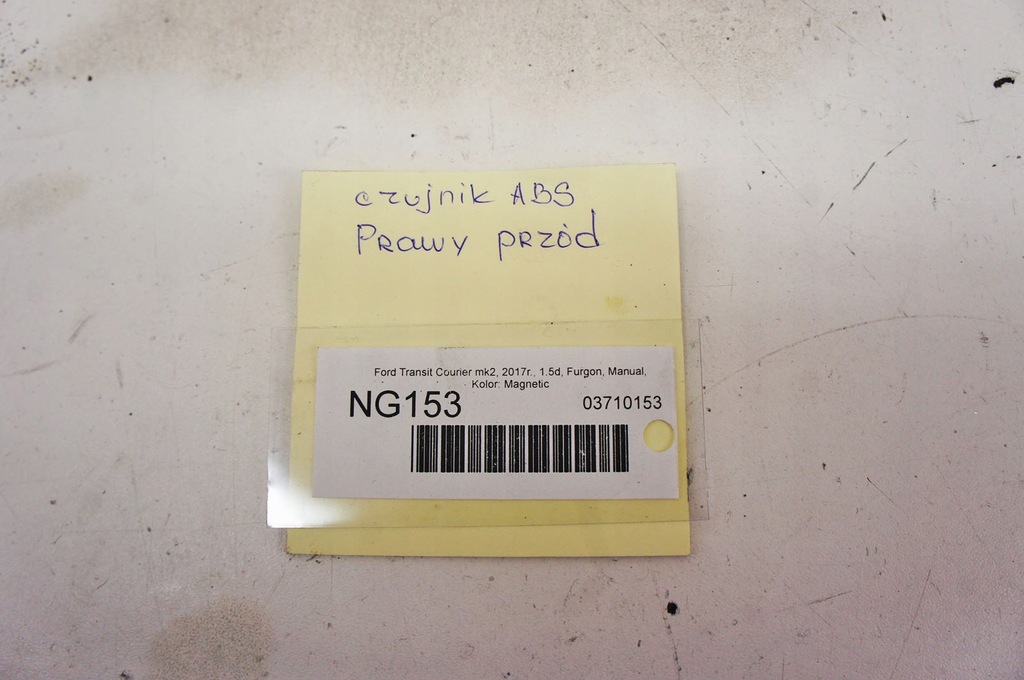 czujnik ABS
Prawy przód
Ford Transit Courier mk2, 2017r., 1.5d, Furgon, Manual,
Kolor: Magnetic
NG153
03710153